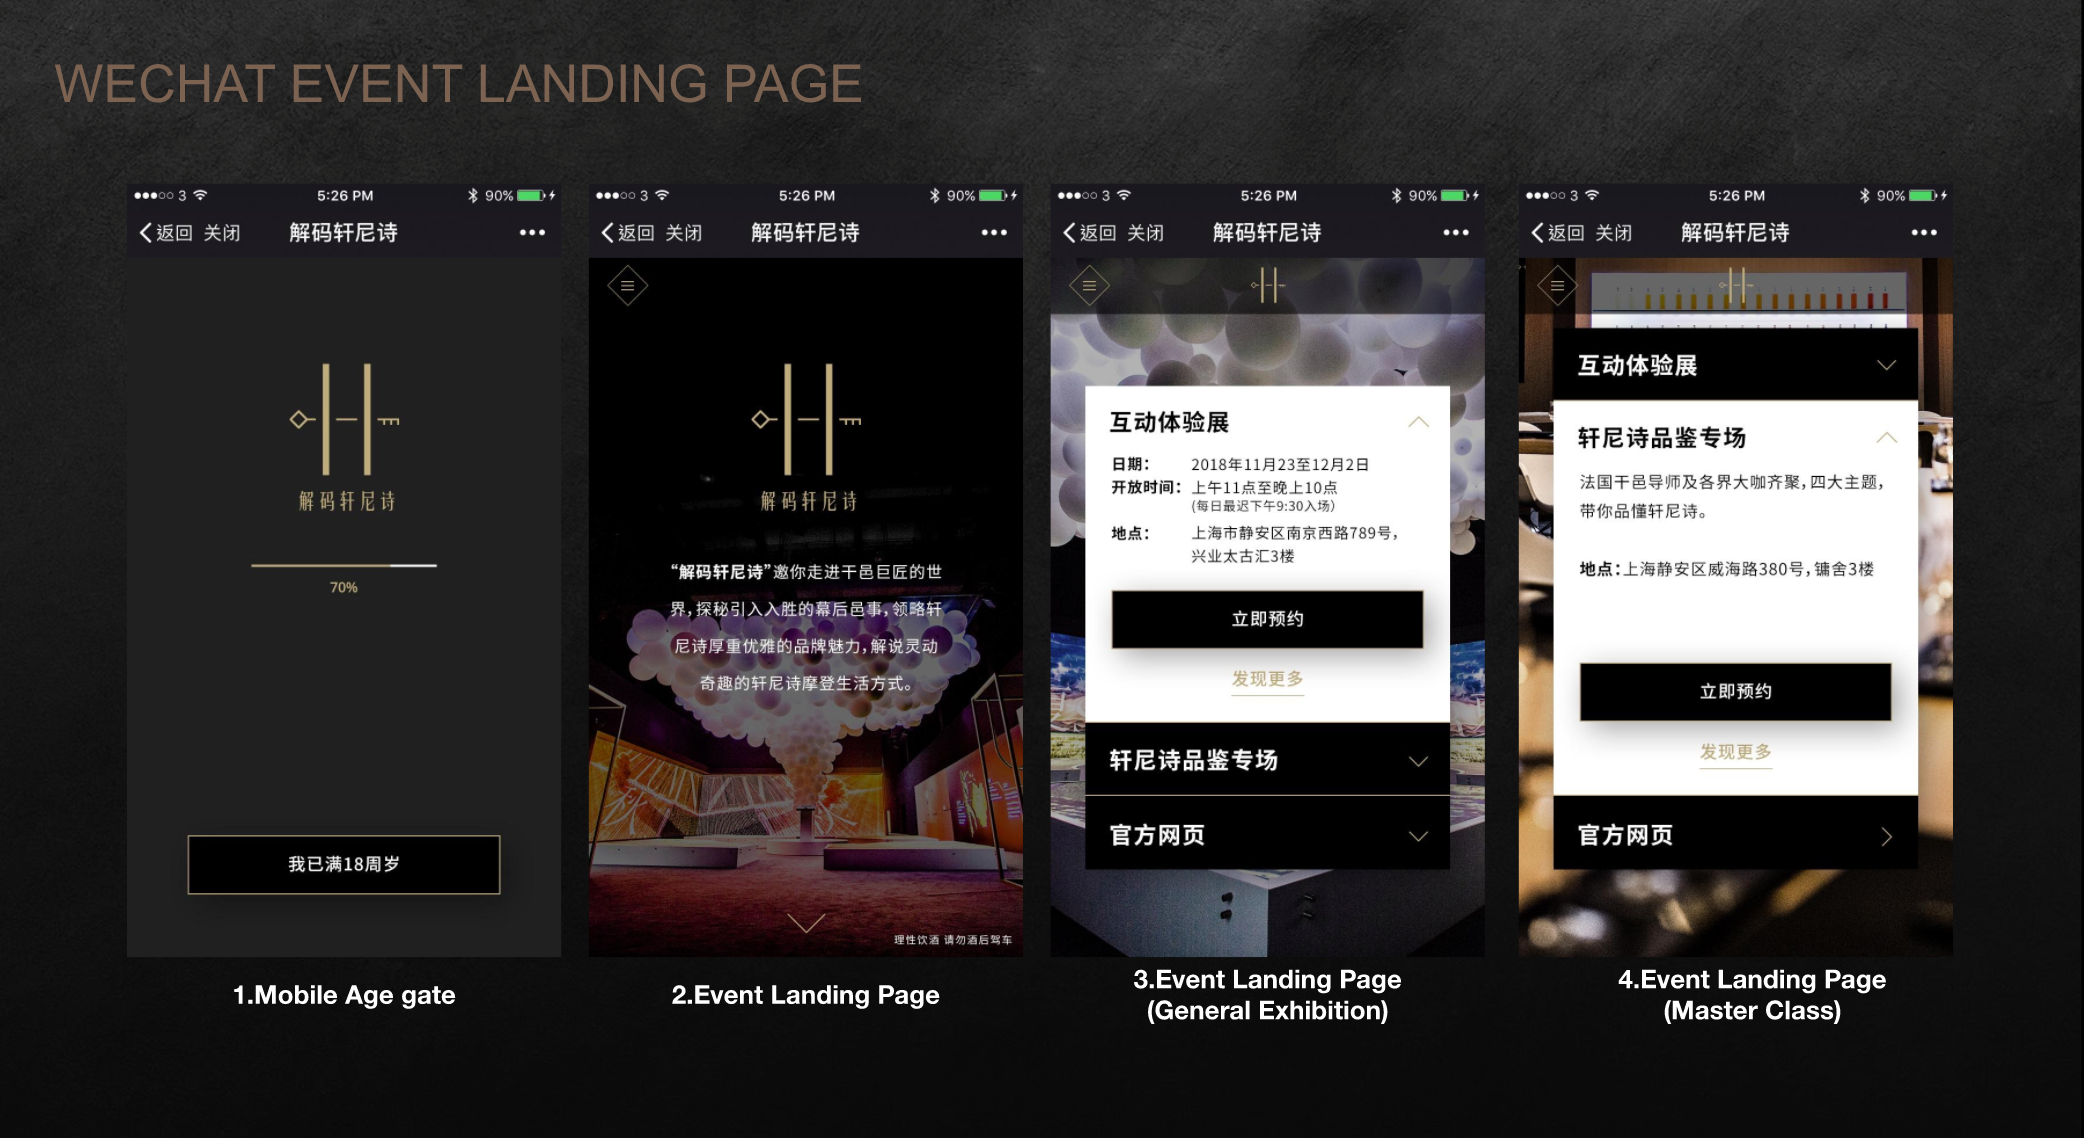 WECHAT EVENT LANDING PAGE
3 5:26 PM 90%
返回 关闭 解码轩尼诗
解码轩尼诗
70%
我已满18周岁
1.Mobile Age gate
3 5:26 PM 90%
返回 关闭 解码轩尼诗
解码轩尼诗
“解码轩尼诗”邀你走进干邑巨匠的世
界,探秘引入入胜的幕后邑事,领略轩
尼诗厚重优雅的品牌魅力,解说灵动
奇趣的轩尼诗摩登生活方式。
理性饮酒 请勿酒后驾车
2.Event Landing Page
3 5:26 PM 90%
返回 关闭 解码轩尼诗
互动体验展
日期: 2018年11月23至12月2日
开放时间: 上午11点至晚上10点
(每日最迟下午9:30入场)
地点: 上海市静安区南京西路789号,
兴业太古汇3楼
立即预约
发现更多
轩尼诗品鉴专场
官方网页
3.Event Landing Page
(General Exhibition)
3 5:26 PM 90%
返回 关闭 解码轩尼诗
互动体验展
轩尼诗品鉴专场
法国干邑导师及各界大咖齐聚,四大主题,
带你品懂轩尼诗。
地点:上海静安区威海路380号,镛舍3楼
立即预约
发现更多
官方网页
4.Event Landing Page
(Master Class)